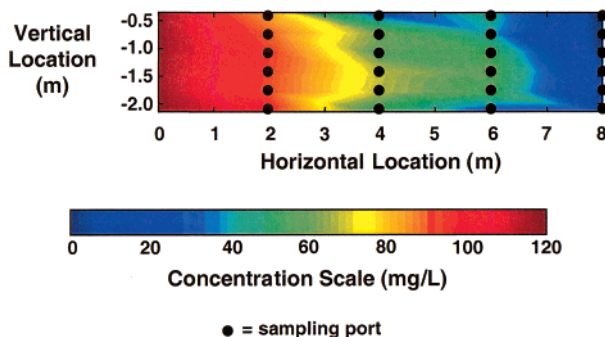 Vertical
Location
(m)
-0.5
-1.0
-1.5
-2.0
0 1 2 3 4 5 6 7 8
Horizontal Location (m)
0 20 40 60 80 100 120
Concentration Scale (mg/L)
= sampling port